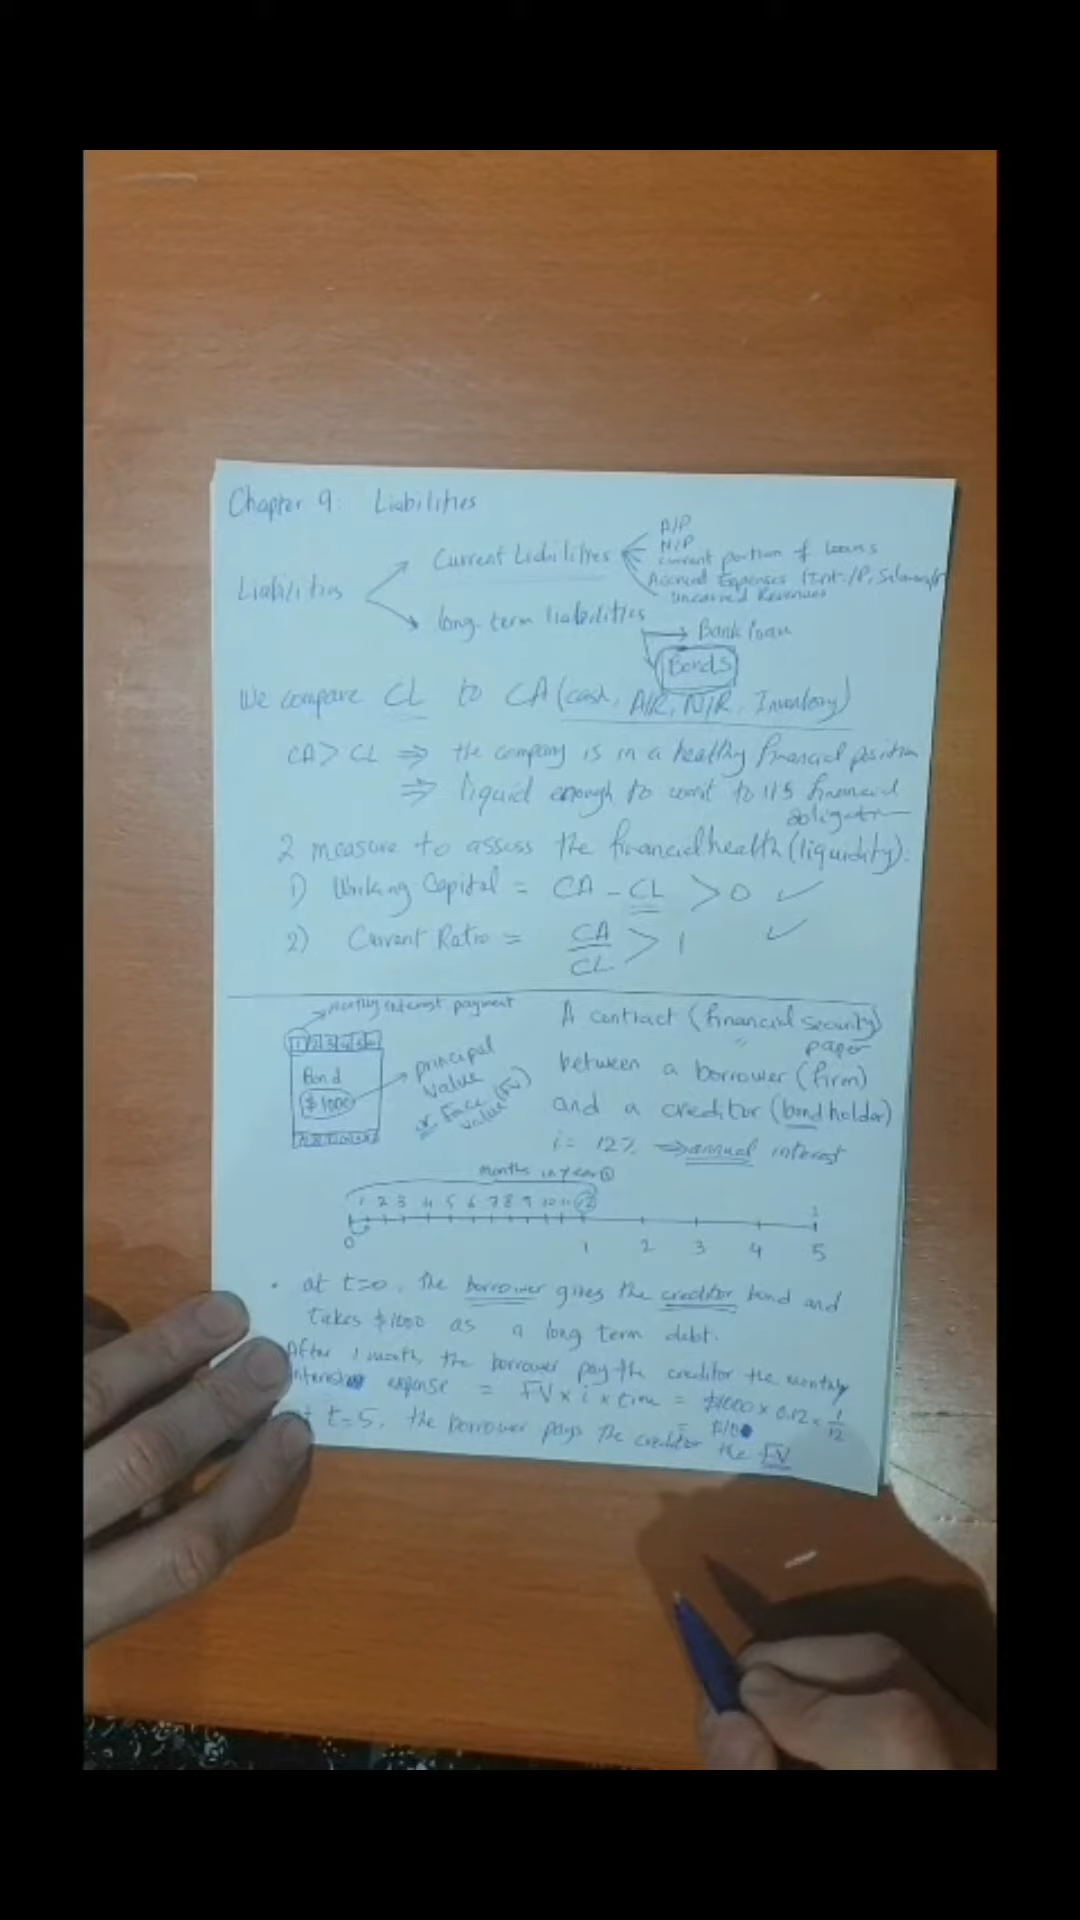 Chapter 9: Liabilities
Liabilities
Current Liabilities
A/P
N/P
current portion of loans
Accrued Expenses (Int./P, Salaries/P
Unearned Revenues
long-term liabilities
Bank loan
Bonds
We compare CL to CA (cash, A/R, N/R, Inventory)
CA > CL ⇒ the company is in a healthy financial position
⇒ liquid enough to to its financial
2 measure to assess the financial health (liquidity).
1) Working Capital = CA - CL > 0 ✓
2) Current Ratio = CA/CL > 1 ✓
monthly interest payment
Bond
$1000
principal
value
or Face
value (FV)
A contract (financial security)
paper
between a borrower (firm)
and a creditor (bondholder)
i = 12% ⇒ annual interest
months in year
1 2 3 4 5 6 7 8 9 10 11 12
0 1 2 3 4 5
• at t=0, the borrower gives the creditor bond and
takes $1000 as a long term debt.
After 1 month, the borrower pay the creditor the monthly
interest expense = FV x i x time = $1000 x 0.12 x 1/12
= $10
t=5, the borrower pays the creditor the FV